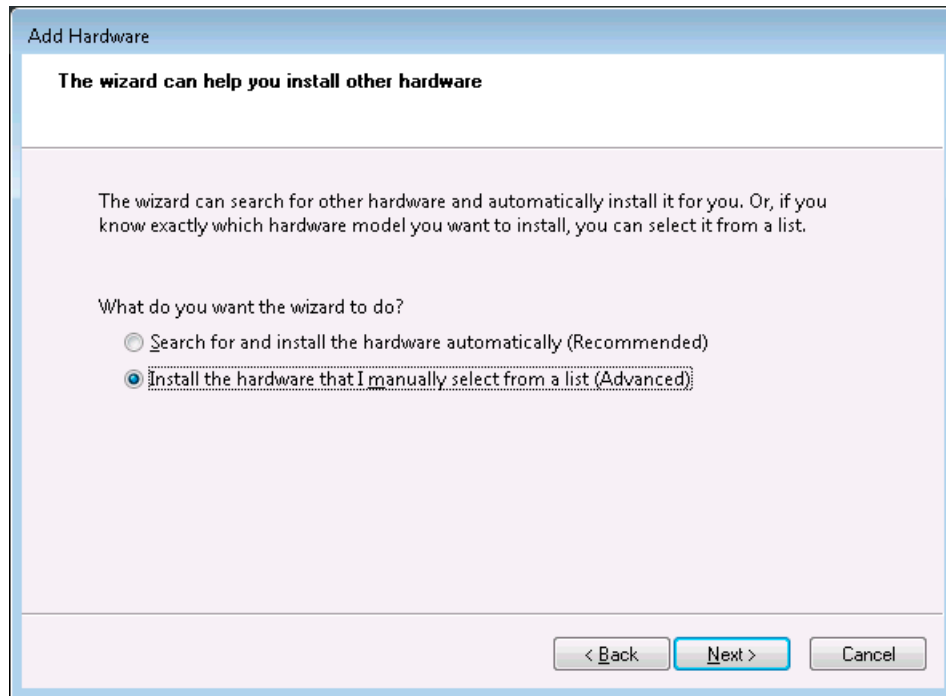 Add Hardware
The wizard can help you install other hardware
The wizard can search for other hardware and automatically install it for you. Or, if you
know exactly which hardware model you want to install, you can select it from a list.
What do you want the wizard to do?
Search for and install the hardware automatically (Recommended)
Install the hardware that I manually select from a list (Advanced)
< Back Next > Cancel